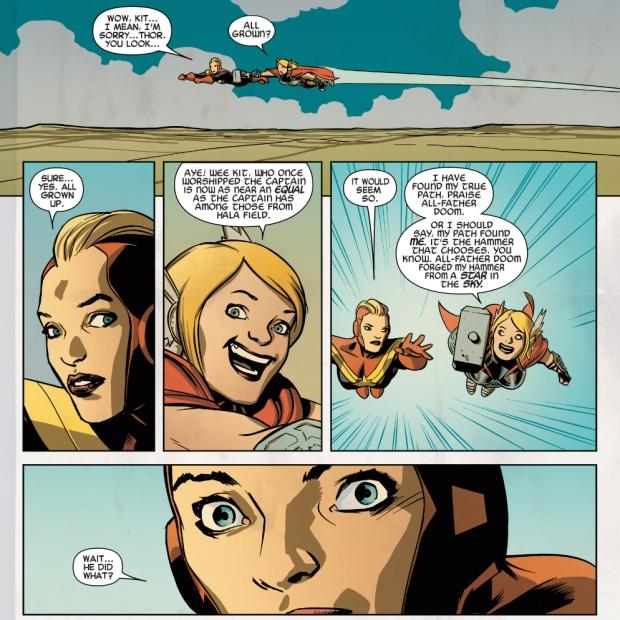 WOW, KIT...
I MEAN, I'M
SORRY...THOR.
YOU LOOK...
ALL
GROWN?
SURE...
YES. ALL
GROWN
UP.
AYE! WEE KIT, WHO ONCE
WORSHIPPED THE CAPTAIN
IS NOW AS NEAR AN EQUAL
AS THE CAPTAIN HAS
AMONG THOSE FROM
HALA FIELD.
IT WOULD
SEEM
SO.
I HAVE
FOUND MY TRUE
PATH, PRAISE
ALL-FATHER
DOOM.
OR I SHOULD
SAY, MY PATH FOUND
ME. IT'S THE HAMMER
THAT CHOOSES, YOU
KNOW. ALL-FATHER DOOM
FORGED MY HAMMER
FROM A STAR IN
THE SKY.
WAIT...
HE DID
WHAT?